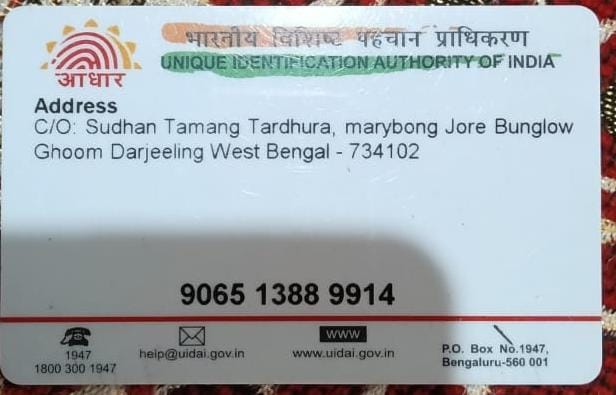 भारतीय विशिष्ट पहचान प्राधिकरण
UNIQUE IDENTIFICATION AUTHORITY OF INDIA
आधार
Address
C/O: Sudhan Tamang Tardhura, marybong Jore Bunglow
Ghoom Darjeeling West Bengal - 734102
9065 1388 9914
1947
1800 300 1947
help@uidai.gov.in
www
www.uidai.gov.in
P.O. Box No.1947,
Bengaluru-560 001